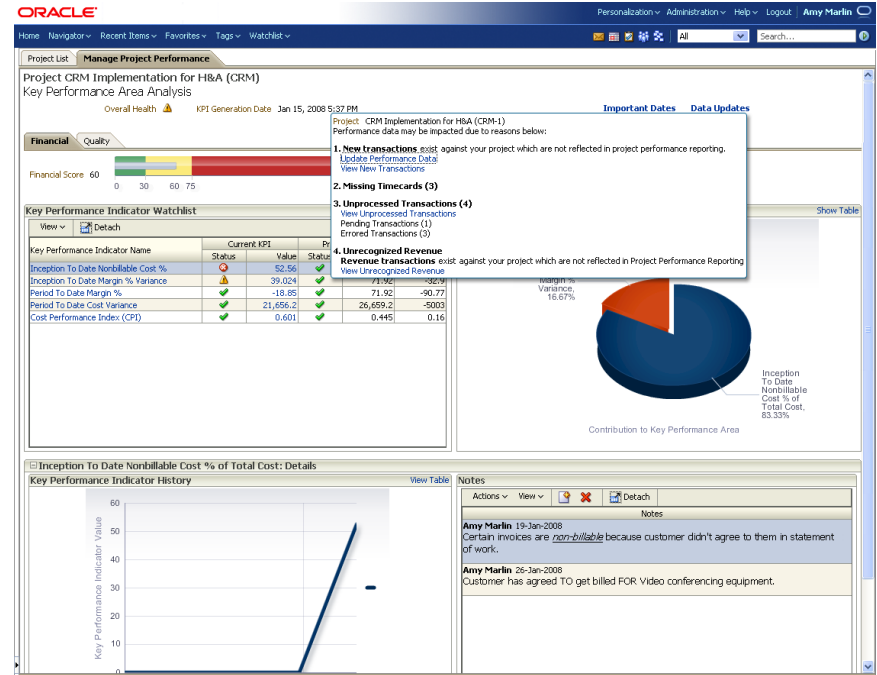 ORACLE
Personalization Administration Help Logout Amy Marlin
Home Navigator Recent Items Favorites Tags Watchlist All Search...
Project List Manage Project Performance
Project CRM Implementation for H&A (CRM)
Key Performance Area Analysis
Overall Health KPI Generation Date Jan 15, 2008 5:37 PM Important Dates Data Updates
Project CRM Implementation for H&A (CRM-1)
Performance data may be impacted due to reasons below:
1. New transactions exist against your project which are not reflected in project performance reporting.
Update Performance Data
View New Transactions
2. Missing Timecards (3)
3. Unprocessed Transactions (4)
View Unprocessed Transactions
Pending Transactions (1)
Errored Transactions (3)
4. Unrecognized Revenue
Revenue transactions exist against your project which are not reflected in Project Performance Reporting
View Unrecognized Revenue
Financial Quality
Financial Score 60
0 30 60 75
Key Performance Indicator Watchlist Show Table
View Detach
Key Performance Indicator Name Current KPI
Status Value Status
Inception To Date Nonbillable Cost % 52.56
Inception To Date Margin % Variance 39.024 71.92 -32.9
Period To Date Margin % -18.85 71.92 -90.77
Period To Date Cost Variance 21,656.2 26,659.2 -5003
Cost Performance Index (CPI) 0.601 0.445 0.16
Margin %
Variance,
16.67%
Inception
To Date
Nonbillable
Cost % of
Total Cost,
83.33%
Contribution to Key Performance Area
Inception To Date Nonbillable Cost % of Total Cost: Details
Key Performance Indicator History View Table
Key Performance Indicator Value
60
50
40
30
20
10
0
Notes
Actions View Detach
Notes
Amy Marlin 19-Jan-2008
Certain invoices are non-billable because customer didn't agree to them in statement
of work.
Amy Marlin 26-Jan-2008
Customer has agreed TO get billed FOR Video conferencing equipment.